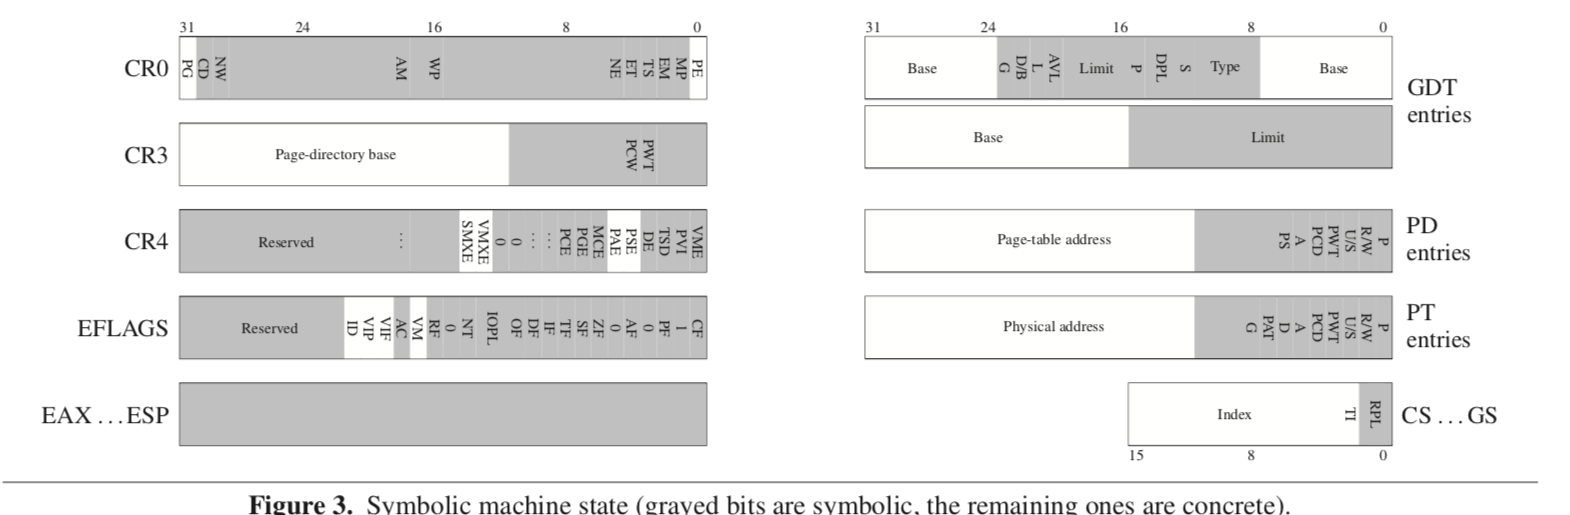 31 24 16 8 0
CR0 PG CD NW AM WP NE ET TS EM MP PE
CR3 Page-directory base PCW PWT
CR4 Reserved ... SMXE VMXE 0 0 ... ... PCE PGE MCE PAE PSE DE TSD PVI VME
EFLAGS Reserved ID VIP VIF AC VM RF 0 NT IOPL OF DF IF TF SF ZF 0 AF 0 PF 1 CF
EAX ... ESP
31 24 16 8 0
Base G D/B L AVL Limit P DPL S Type Base
GDT
entries
Base Limit
Page-table address PS A PCD PWT U/S R/W P
PD
entries
Physical address G PAT D A PCD PWT U/S R/W P
PT
entries
Index TI RPL CS ... GS
15 8 0
Figure 3. Symbolic machine state (grayed bits are symbolic, the remaining ones are concrete).